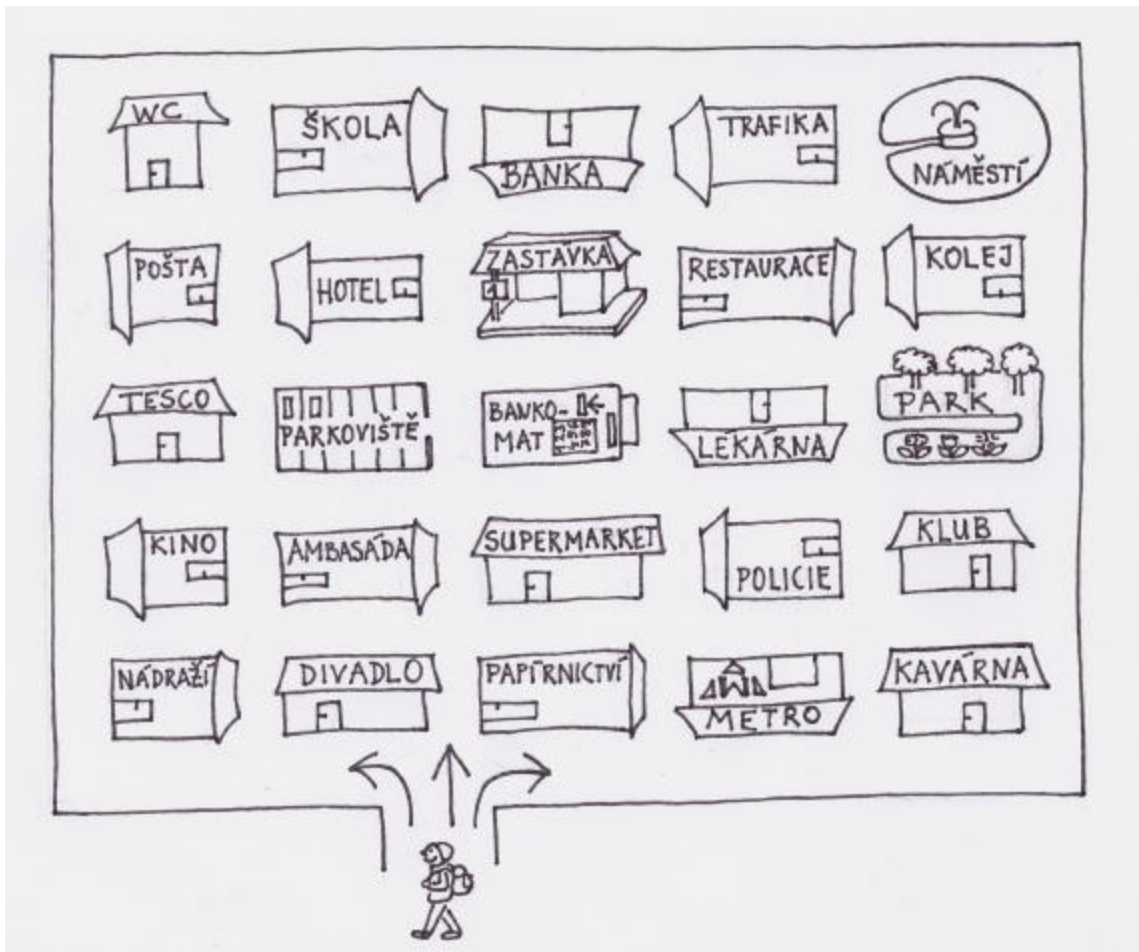 WC
ŠKOLA
BANKA
TRAFIKA
NÁMĚSTÍ
POŠTA
HOTEL
ZASTÁVKA
RESTAURACE
KOLEJ
TESCO
PARKOVIŠTĚ
BANKO-
MAT
LÉKÁRNA
PARK
KINO
AMBASÁDA
SUPERMARKET
POLICIE
KLUB
NÁDRAŽÍ
DIVADLO
PAPÍRNICTVÍ
METRO
KAVÁRNA